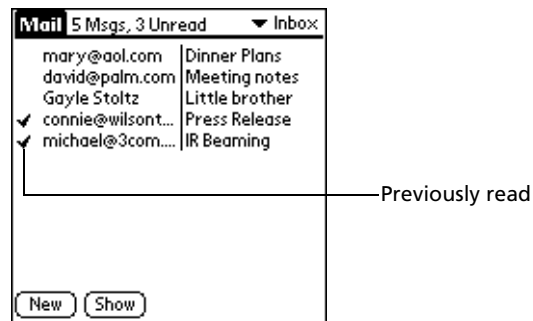 Mail 5 Msgs, 3 Unread Inbox
mary@aol.com Dinner Plans
david@palm.com Meeting notes
Gayle Stoltz Little brother
connie@wilsont... Press Release
michael@3com.... IR Beaming
Previously read
New Show